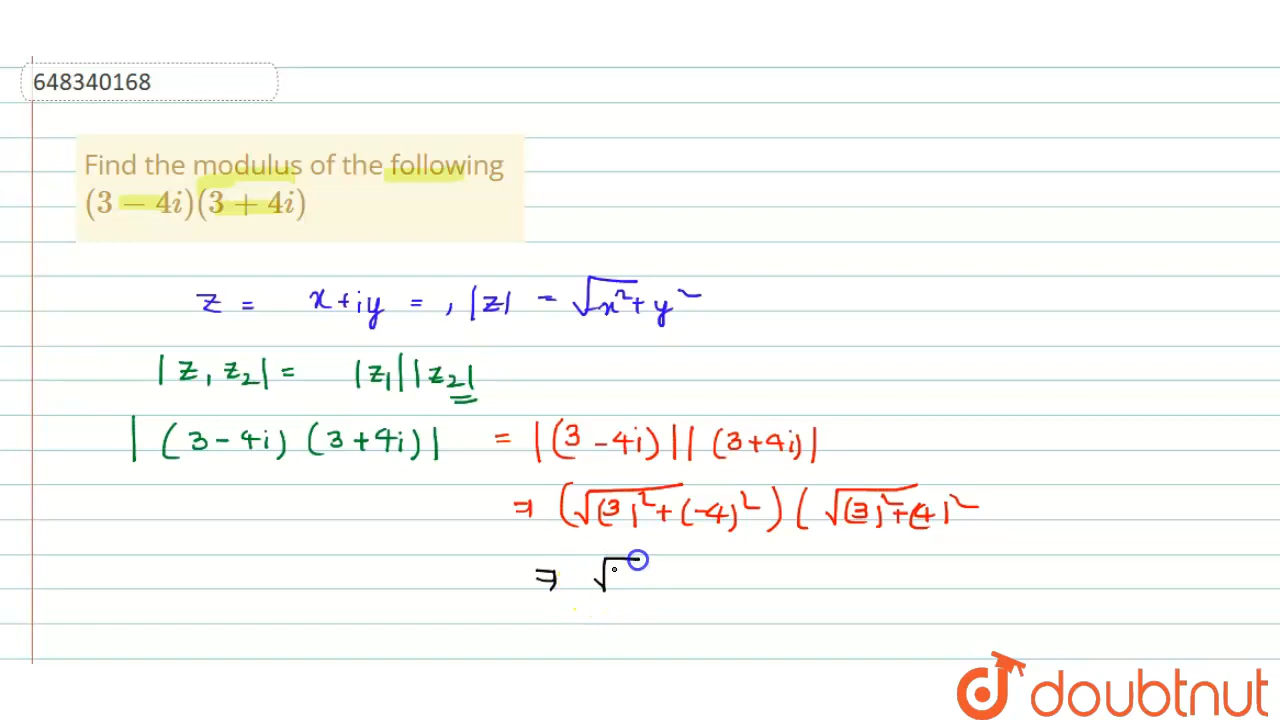 648340168
Find the modulus of the following
(3 − 4i)(3 + 4i)
z = x+iy = , |z| = √x²+y²
|z₁ z₂| = |z₁||z₂|
|(3-4i) (3+4i)| = |(3-4i)||(3+4i)|
⇒ (√(3)²+(-4)²) (√(3)²+(4)²
⇒ √
doubtnut